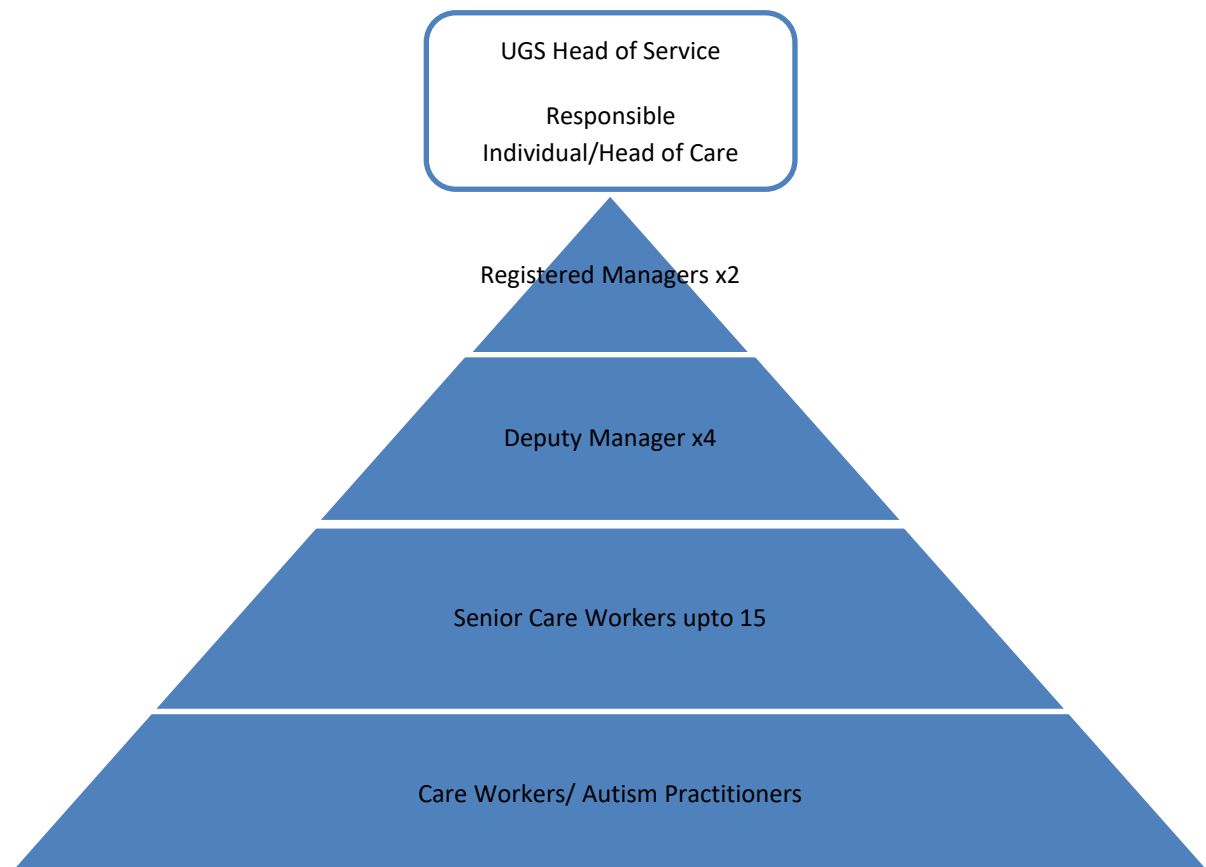 UGS Head of Service
Responsible
Individual/Head of Care
Registered Managers x2
Deputy Manager x4
Senior Care Workers upto 15
Care Workers/ Autism Practitioners